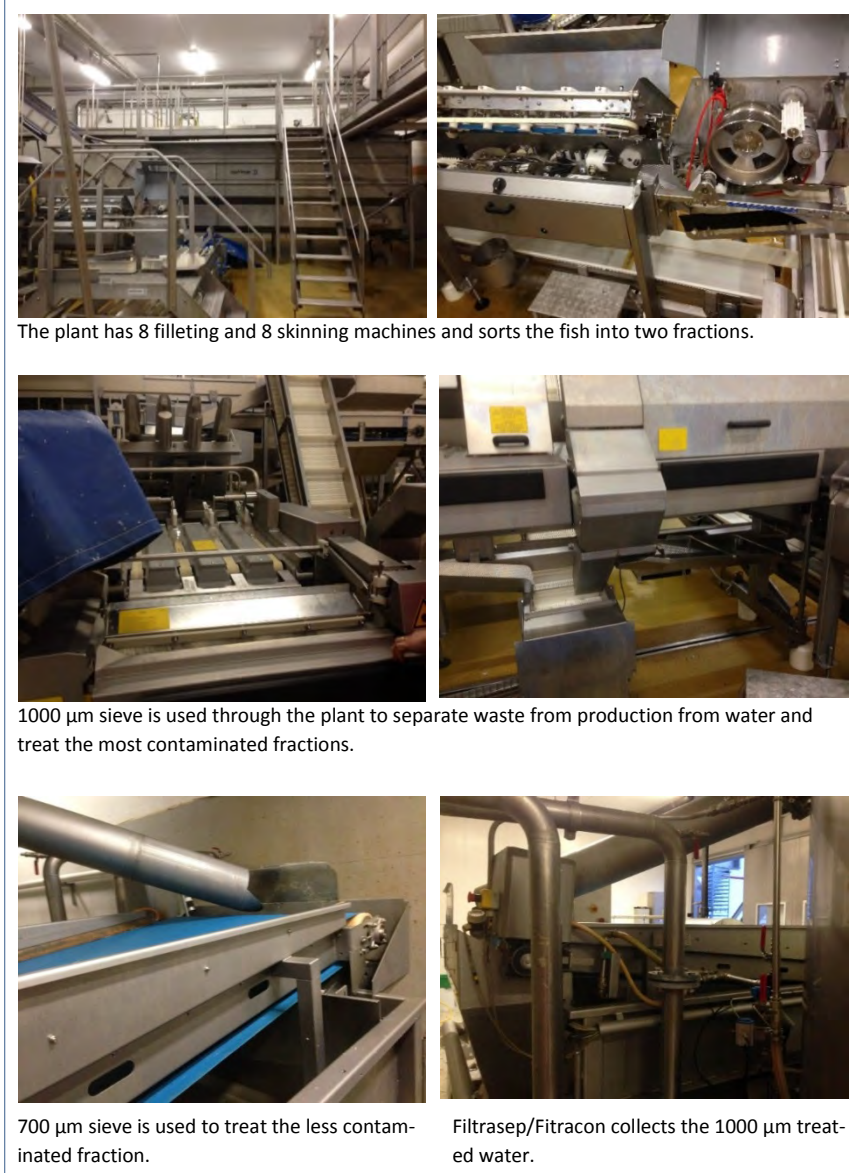 The plant has 8 filleting and 8 skinning machines and sorts the fish into two fractions.
1000 µm sieve is used through the plant to separate waste from production from water and
treat the most contaminated fractions.
700 µm sieve is used to treat the less contam-
inated fraction.
Filtrasep/Fitracon collects the 1000 µm treat-
ed water.